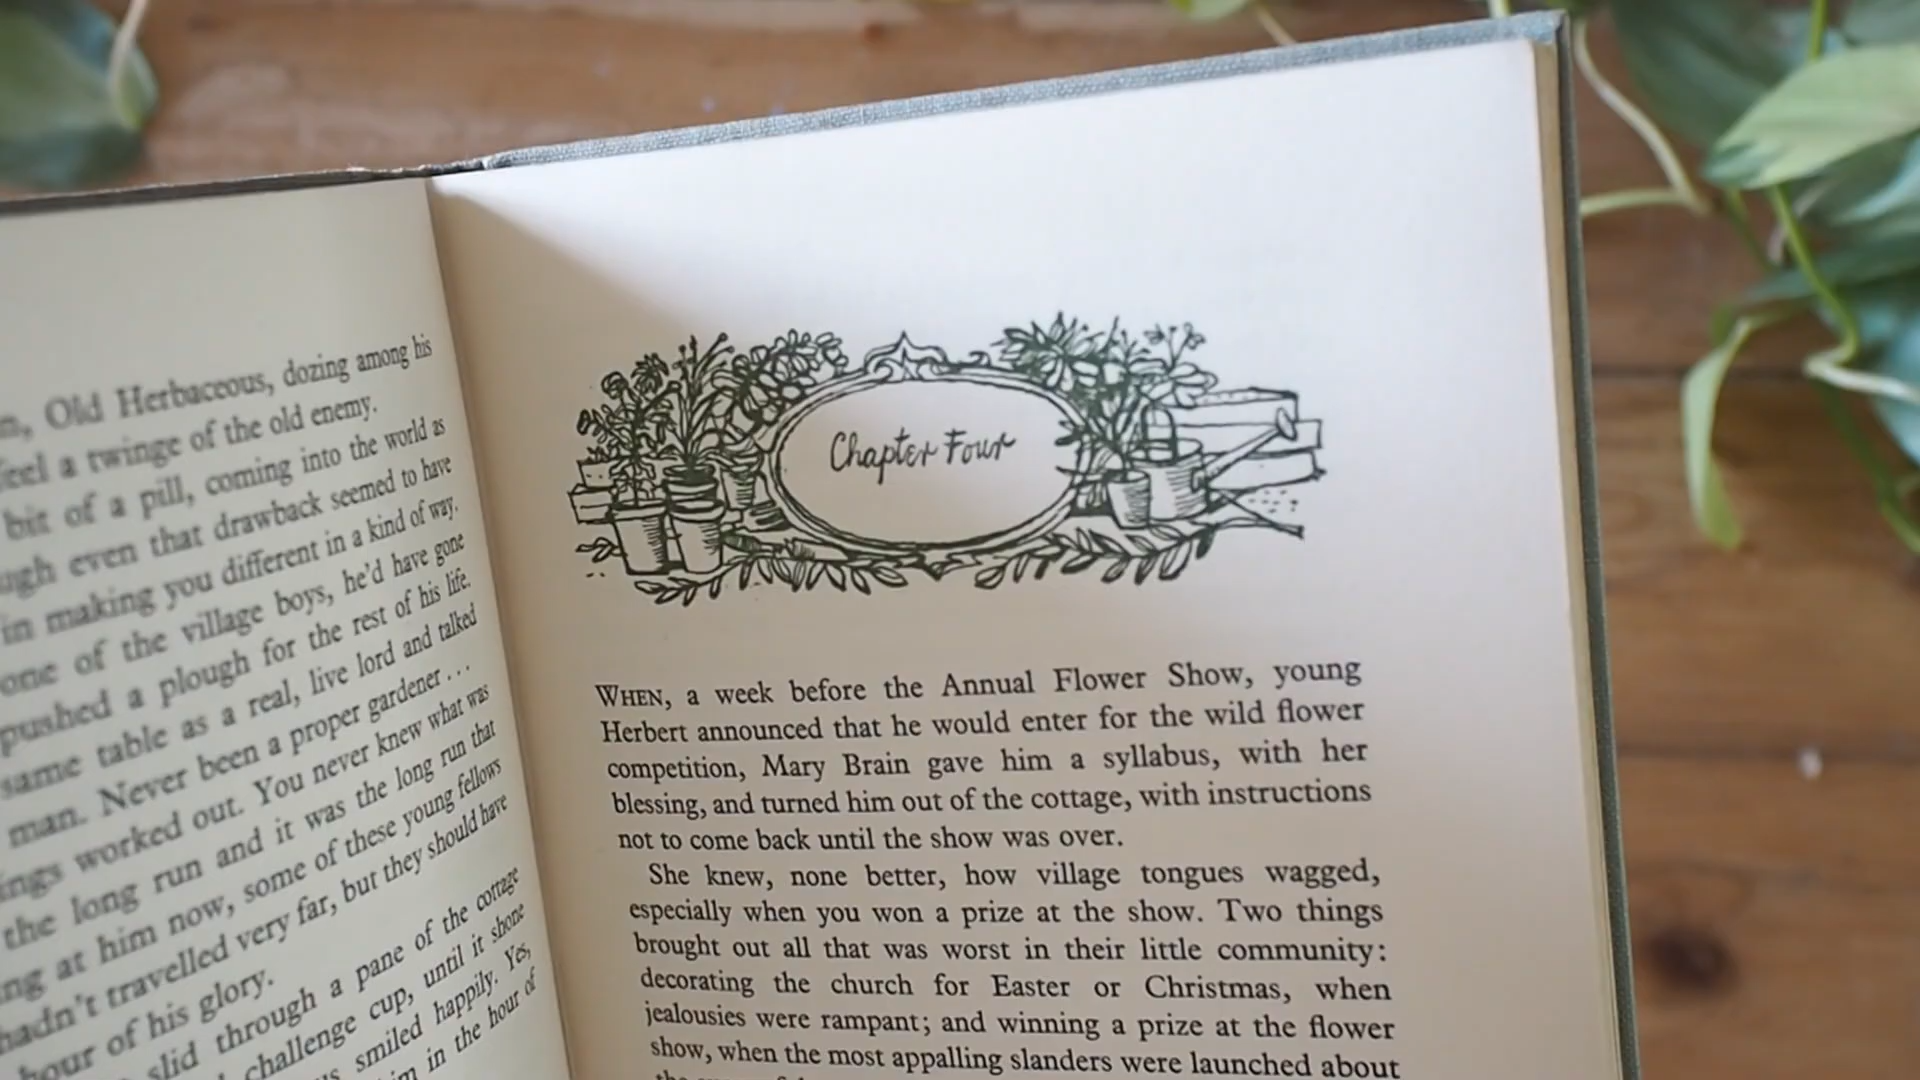 Old Herbaceous, dozing among his
feel a twinge of the old enemy.
bit of a pill, coming into the world as
even that drawback seemed to have
in making you different in a kind of way.
one of the village boys, he'd have gone
pushed a plough for the rest of his life.
same table as a real, live lord and talked
man. Never been a proper gardener...
worked out. You never knew what was
the long run and it was the long run that
at him now, some of these young fellows
hadn't travelled very far, but they should have
hour of his glory.
slid through a pane of the cottage
challenge cup, until it shone
smiled happily. Yes,
in the hour of
Chapter Four
WHEN, a week before the Annual Flower Show, young
Herbert announced that he would enter for the wild flower
competition, Mary Brain gave him a syllabus, with her
blessing, and turned him out of the cottage, with instructions
not to come back until the show was over.
She knew, none better, how village tongues wagged,
especially when you won a prize at the show. Two things
brought out all that was worst in their little community:
decorating the church for Easter or Christmas, when
jealousies were rampant; and winning a prize at the flower
show, when the most appalling slanders were launched about